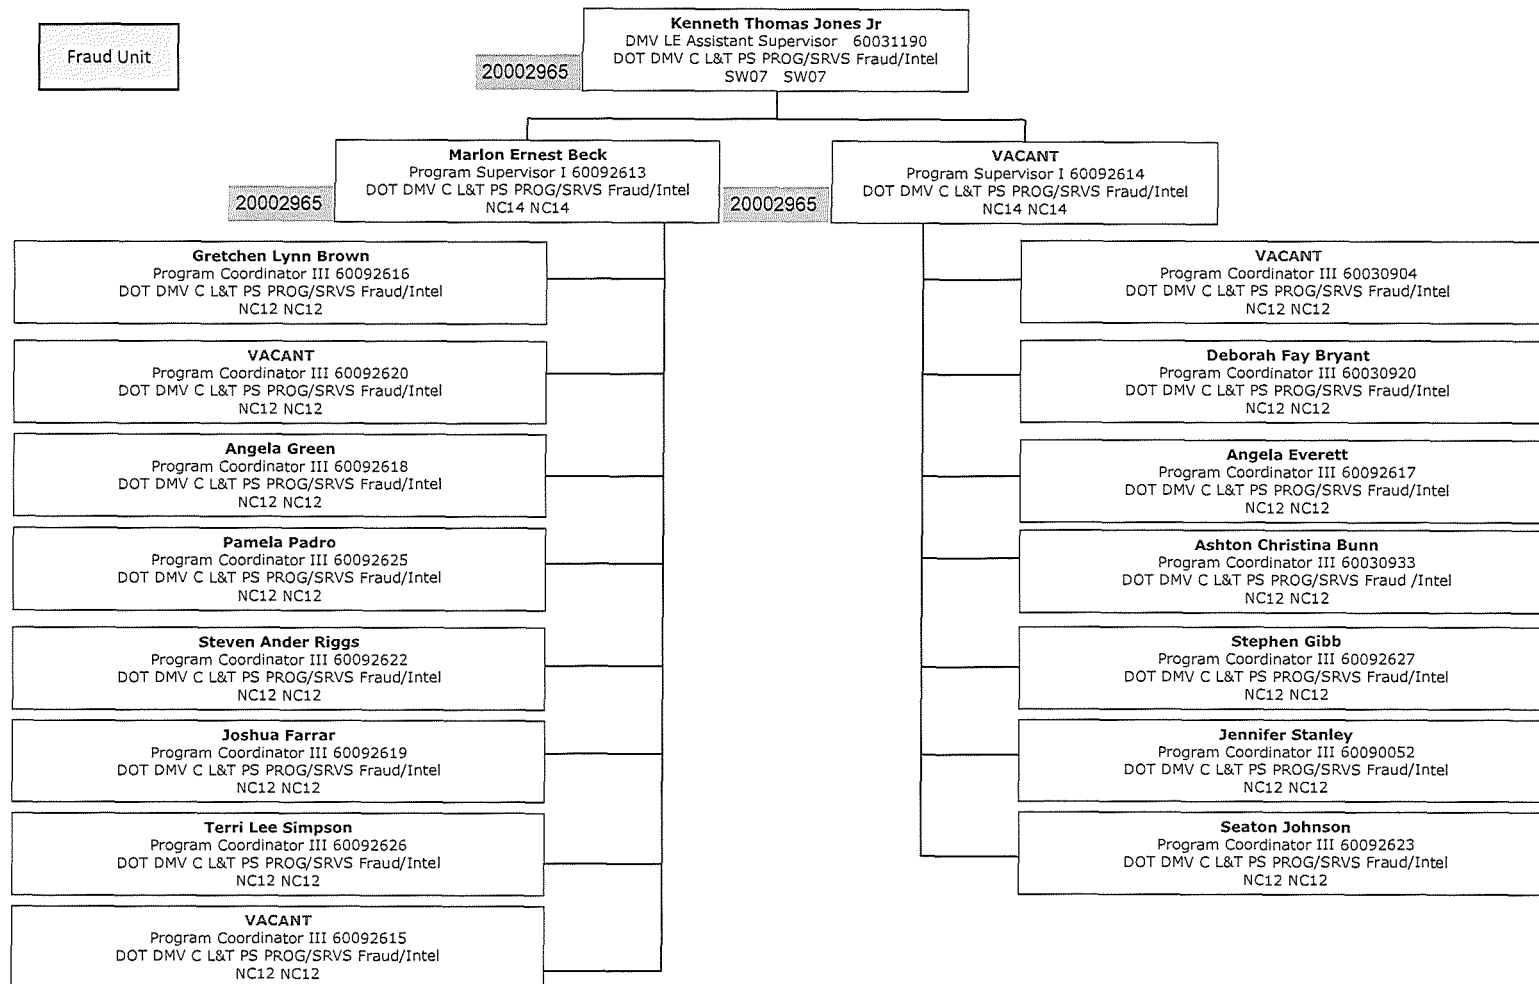 Fraud Unit
Kenneth Thomas Jones Jr
DMV LE Assistant Supervisor 60031190
DOT DMV C L&T PS PROG/SRVS Fraud/Intel
SW07 SW07
20002965
Marlon Ernest Beck
Program Supervisor I 60092613
DOT DMV C L&T PS PROG/SRVS Fraud/Intel
NC14 NC14
20002965
VACANT
Program Supervisor I 60092614
DOT DMV C L&T PS PROG/SRVS Fraud/Intel
NC14 NC14
20002965
Gretchen Lynn Brown
Program Coordinator III 60092616
DOT DMV C L&T PS PROG/SRVS Fraud/Intel
NC12 NC12
VACANT
Program Coordinator III 60092620
DOT DMV C L&T PS PROG/SRVS Fraud/Intel
NC12 NC12
Angela Green
Program Coordinator III 60092618
DOT DMV C L&T PS PROG/SRVS Fraud/Intel
NC12 NC12
Pamela Padro
Program Coordinator III 60092625
DOT DMV C L&T PS PROG/SRVS Fraud/Intel
NC12 NC12
Steven Ander Riggs
Program Coordinator III 60092622
DOT DMV C L&T PS PROG/SRVS Fraud/Intel
NC12 NC12
Joshua Farrar
Program Coordinator III 60092619
DOT DMV C L&T PS PROG/SRVS Fraud/Intel
NC12 NC12
Terri Lee Simpson
Program Coordinator III 60092626
DOT DMV C L&T PS PROG/SRVS Fraud/Intel
NC12 NC12
VACANT
Program Coordinator III 60092615
DOT DMV C L&T PS PROG/SRVS Fraud/Intel
NC12 NC12
VACANT
Program Coordinator III 60030904
DOT DMV C L&T PS PROG/SRVS Fraud/Intel
NC12 NC12
Deborah Fay Bryant
Program Coordinator III 60030920
DOT DMV C L&T PS PROG/SRVS Fraud/Intel
NC12 NC12
Angela Everett
Program Coordinator III 60092617
DOT DMV C L&T PS PROG/SRVS Fraud/Intel
NC12 NC12
Ashton Christina Bunn
Program Coordinator III 60030933
DOT DMV C L&T PS PROG/SRVS Fraud /Intel
NC12 NC12
Stephen Gibb
Program Coordinator III 60092627
DOT DMV C L&T PS PROG/SRVS Fraud/Intel
NC12 NC12
Jennifer Stanley
Program Coordinator III 60090052
DOT DMV C L&T PS PROG/SRVS Fraud/Intel
NC12 NC12
Seaton Johnson
Program Coordinator III 60092623
DOT DMV C L&T PS PROG/SRVS Fraud/Intel
NC12 NC12